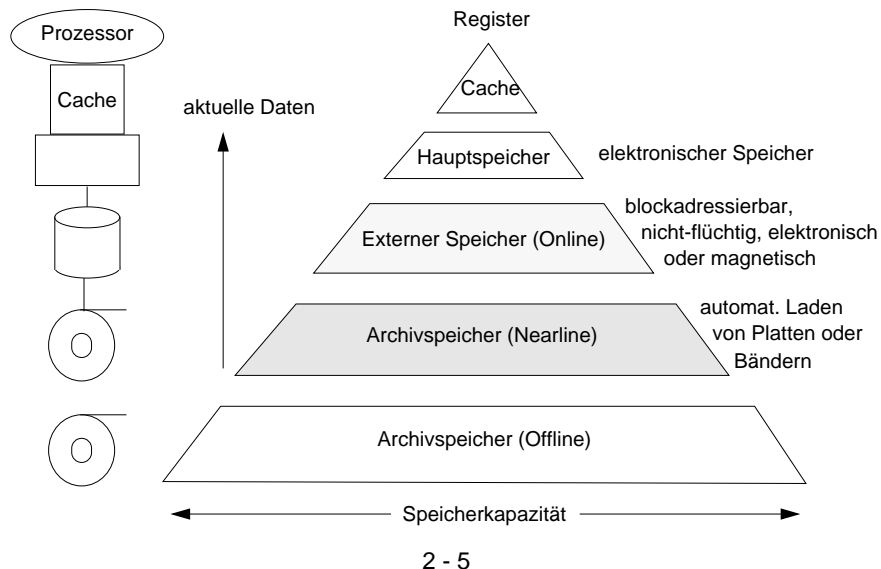 Prozessor
Cache
aktuelle Daten
Register
Cache
Hauptspeicher
elektronischer Speicher
Externer Speicher (Online)
blockadressierbar,
nicht-flüchtig, elektronisch
oder magnetisch
Archivspeicher (Nearline)
automat. Laden
von Platten oder
Bändern
Archivspeicher (Offline)
Speicherkapazität
2 - 5